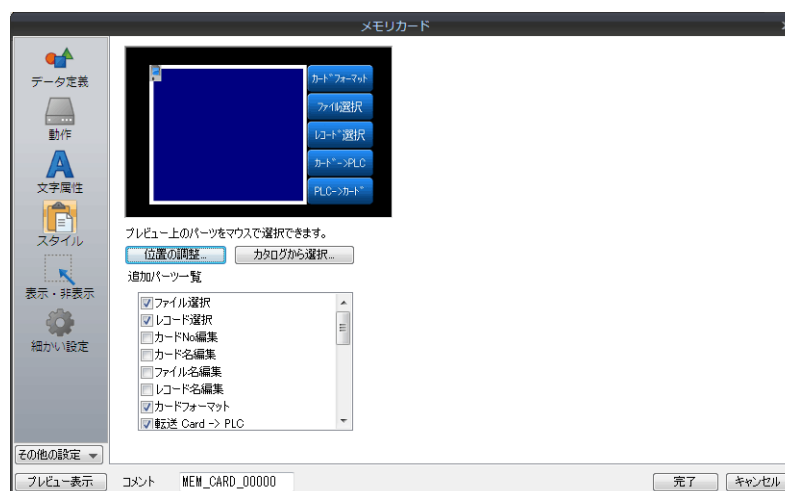 メモリカード
データ定義
動作
文字属性
スタイル
表示・非表示
細かい設定
その他の設定
カードフォーマット
ファイル選択
レコード選択
カード->PLC
PLC->カード
プレビュー上のパーツをマウスで選択できます。
位置の調整...
カタログから選択...
追加パーツ一覧
ファイル選択
レコード選択
カードNo編集
カード名編集
ファイル名編集
レコード名編集
カードフォーマット
転送 Card -> PLC
プレビュー表示
コメント
MEM_CARD_00000
完了
キャンセル